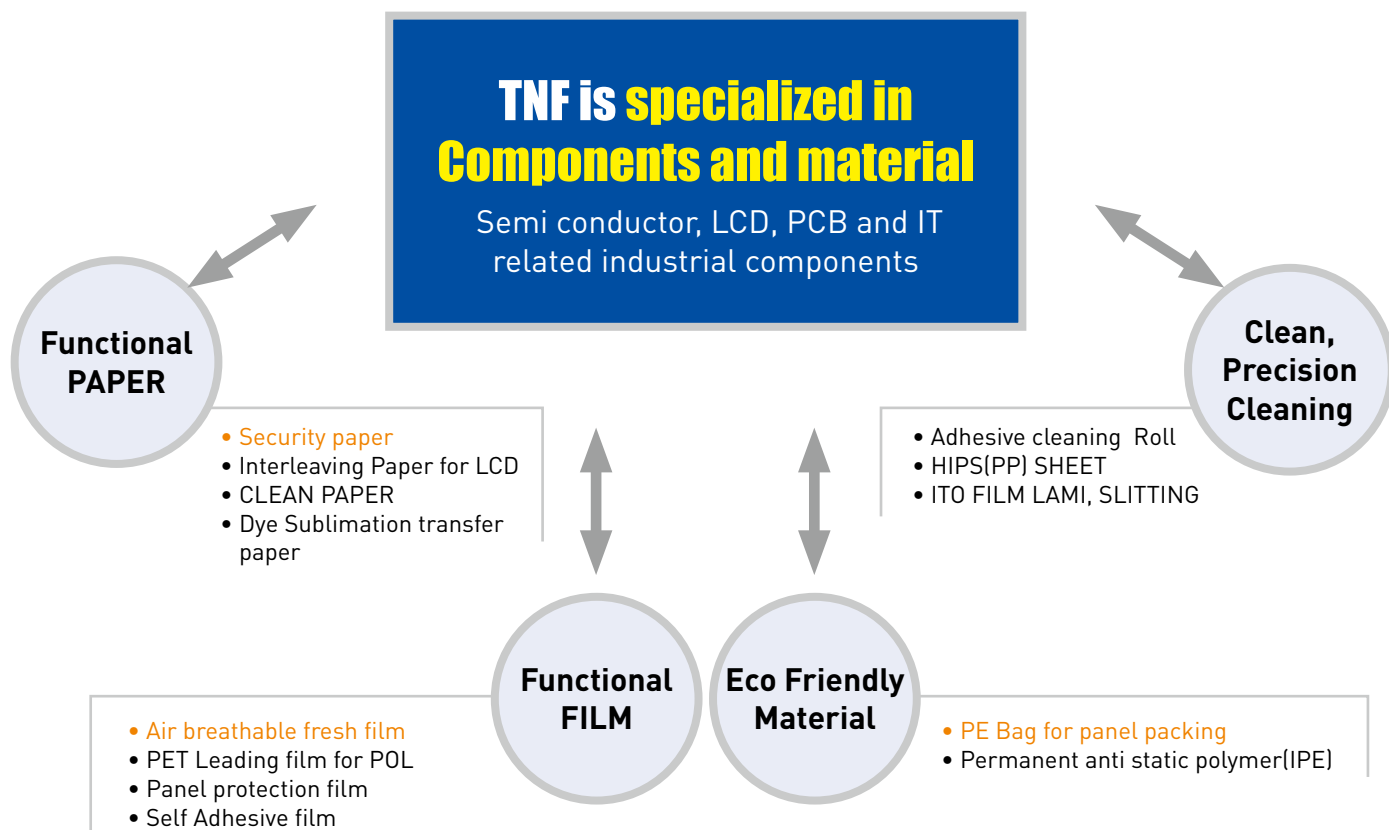 TNF is specialized in
Components and material
Semi conductor, LCD, PCB and IT
related industrial components
Functional
PAPER
• Security paper
• Interleaving Paper for LCD
• CLEAN PAPER
• Dye Sublimation transfer
paper
Clean,
Precision
Cleaning
• Adhesive cleaning  Roll
• HIPS(PP) SHEET
• ITO FILM LAMI, SLITTING
Functional
FILM
• Air breathable fresh film
• PET Leading film for POL
• Panel protection film
• Self Adhesive film
Eco Friendly
Material
• PE Bag for panel packing
• Permanent anti static polymer(IPE)